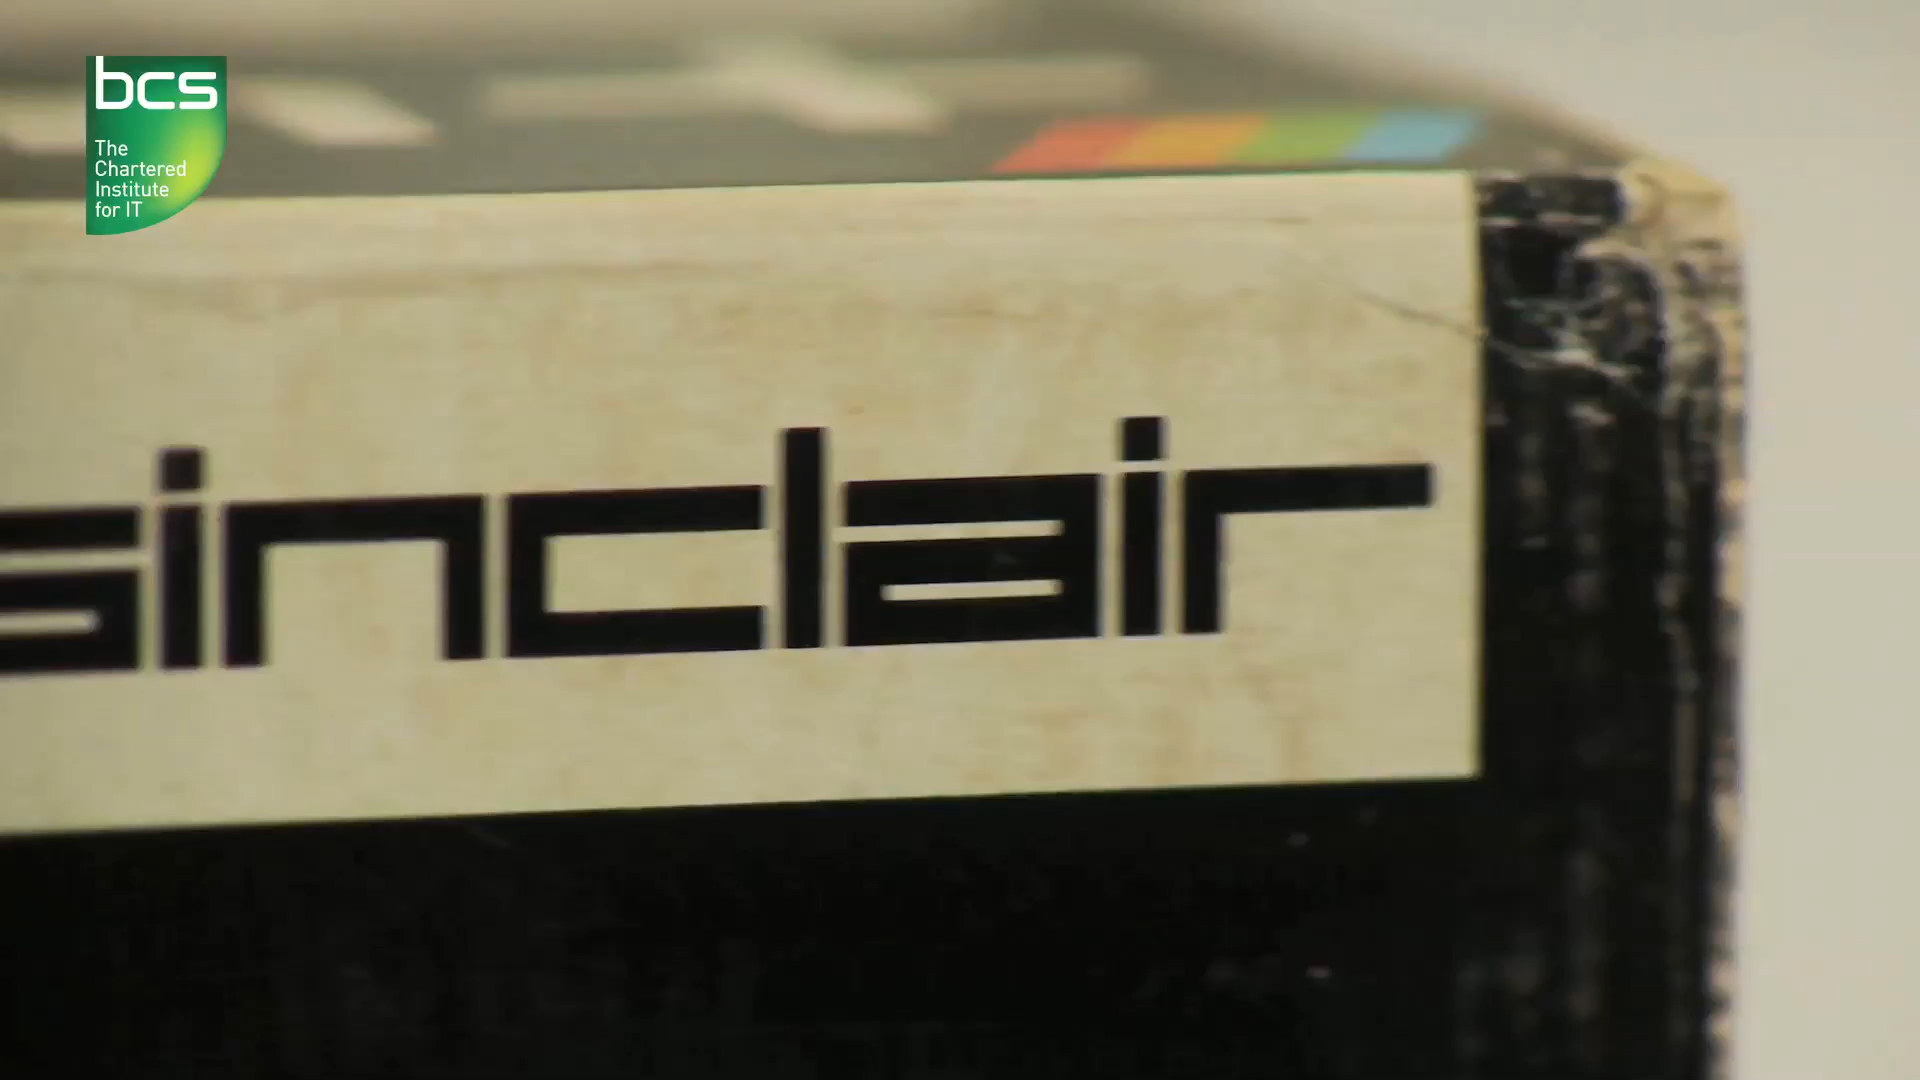 bcs
The
Chartered
Institute
for IT
sinclair